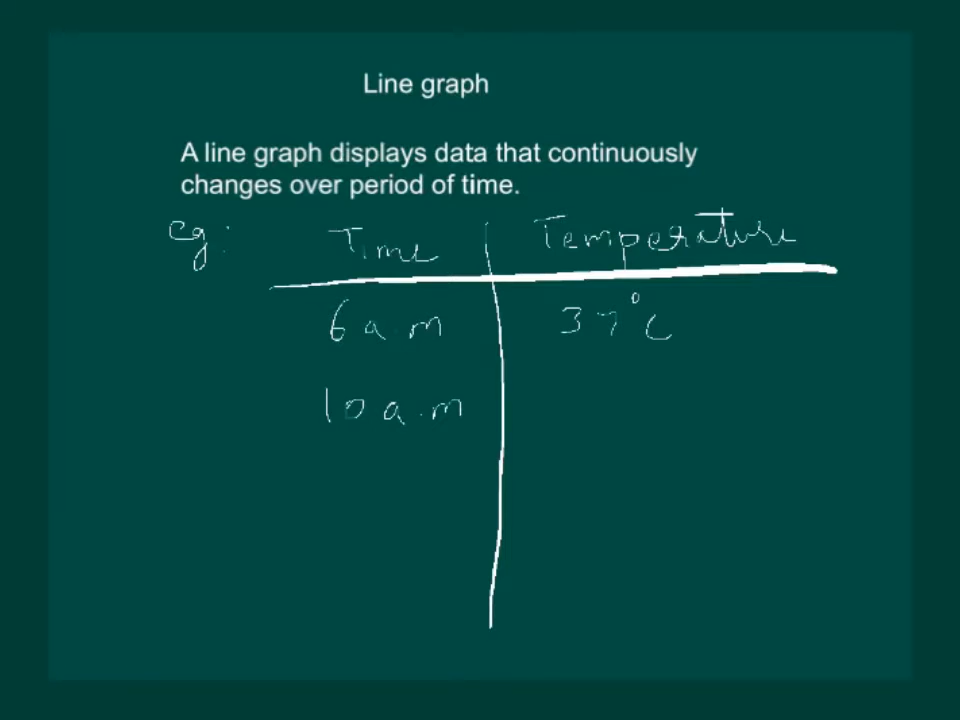 Line graph
A line graph displays data that continuously
changes over period of time.
eg: Time Temperature
6 a.m 37°C
10 a.m